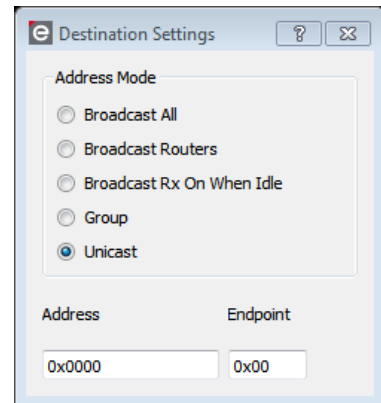 e Destination Settings ?
Address Mode
Broadcast All
Broadcast Routers
Broadcast Rx On When Idle
Group
Unicast
Address Endpoint
0x0000 0x00